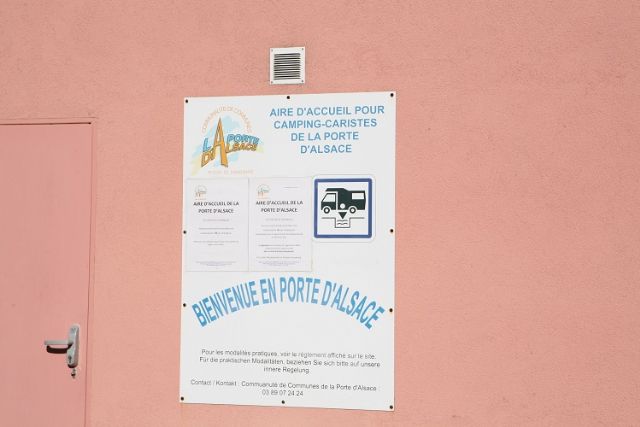 AIRE D'ACCUEIL POUR
CAMPING-CARISTES
DE LA PORTE
D'ALSACE
COMMUNAUTÉ DE COMMUNES
LA PORTE
D'ALSACE
AIRE D'ACCUEIL DE LA
PORTE D'ALSACE
AIRE D'ACCUEIL DE LA
PORTE D'ALSACE
BIENVENUE EN PORTE D'ALSACE
Pour les modalités pratiques, voir le règlement affiché sur le site.
Für die praktischen Modalitäten, beziehen Sie sich bitte auf unsere
innere Regelung.
Contact / Kontakt : Communauté de Communes de la Porte d'Alsace :
03 89 07 24 24